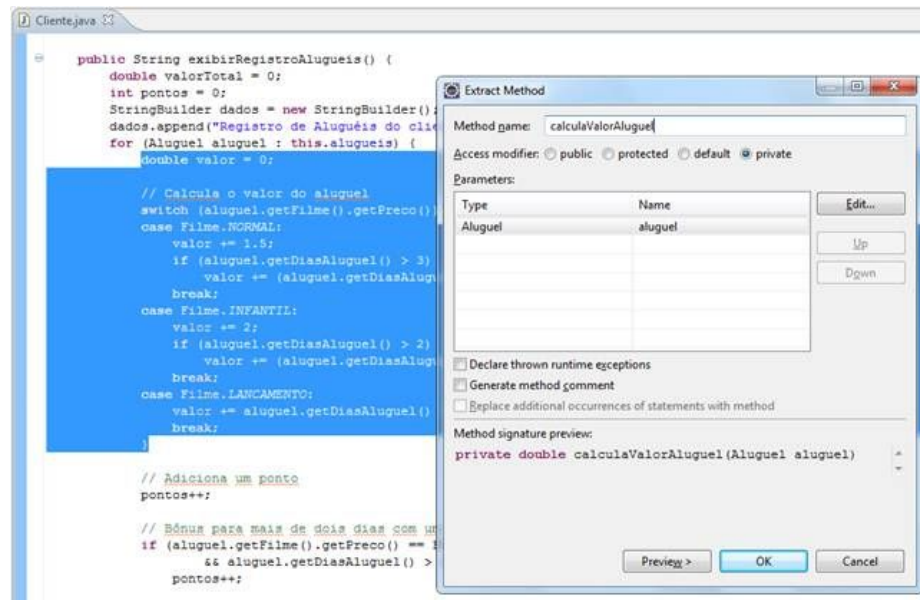 Cliente.java
public String exibirRegistroAlugueis() {
double valorTotal = 0;
int pontos = 0;
StringBuilder dados = new StringBuilder();
dados.append("Registro de Aluguéis do clie
for (Aluguel aluguel : this.alugueis) {
double valor = 0;
// Calcula o valor do aluguel
switch (aluguel.getFilme().getPreco())
case Filme.NORMAL:
valor += 1.5;
if (aluguel.getDiasAluguel() > 3)
valor += (aluguel.getDiasAlugu
break;
case Filme.INFANTIL:
valor += 2;
if (aluguel.getDiasAluguel() > 2)
valor += (aluguel.getDiasAlugu
break;
case Filme.LANCAMENTO:
valor += aluguel.getDiasAluguel()
break;
}
// Adiciona um ponto
pontos++;
// Bônus para mais de dois dias com um
if (aluguel.getFilme().getPreco() ==
&& aluguel.getDiasAluguel() >
pontos++;
Extract Method
Method name: calculaValorAluguel
Access modifier: public protected default private
Parameters:
Type Name
Aluguel aluguel
Edit...
Up
Down
Declare thrown runtime exceptions
Generate method comment
Replace additional occurrences of statements with method
Method signature preview:
private double calculaValorAluguel(Aluguel aluguel)
Preview > OK Cancel